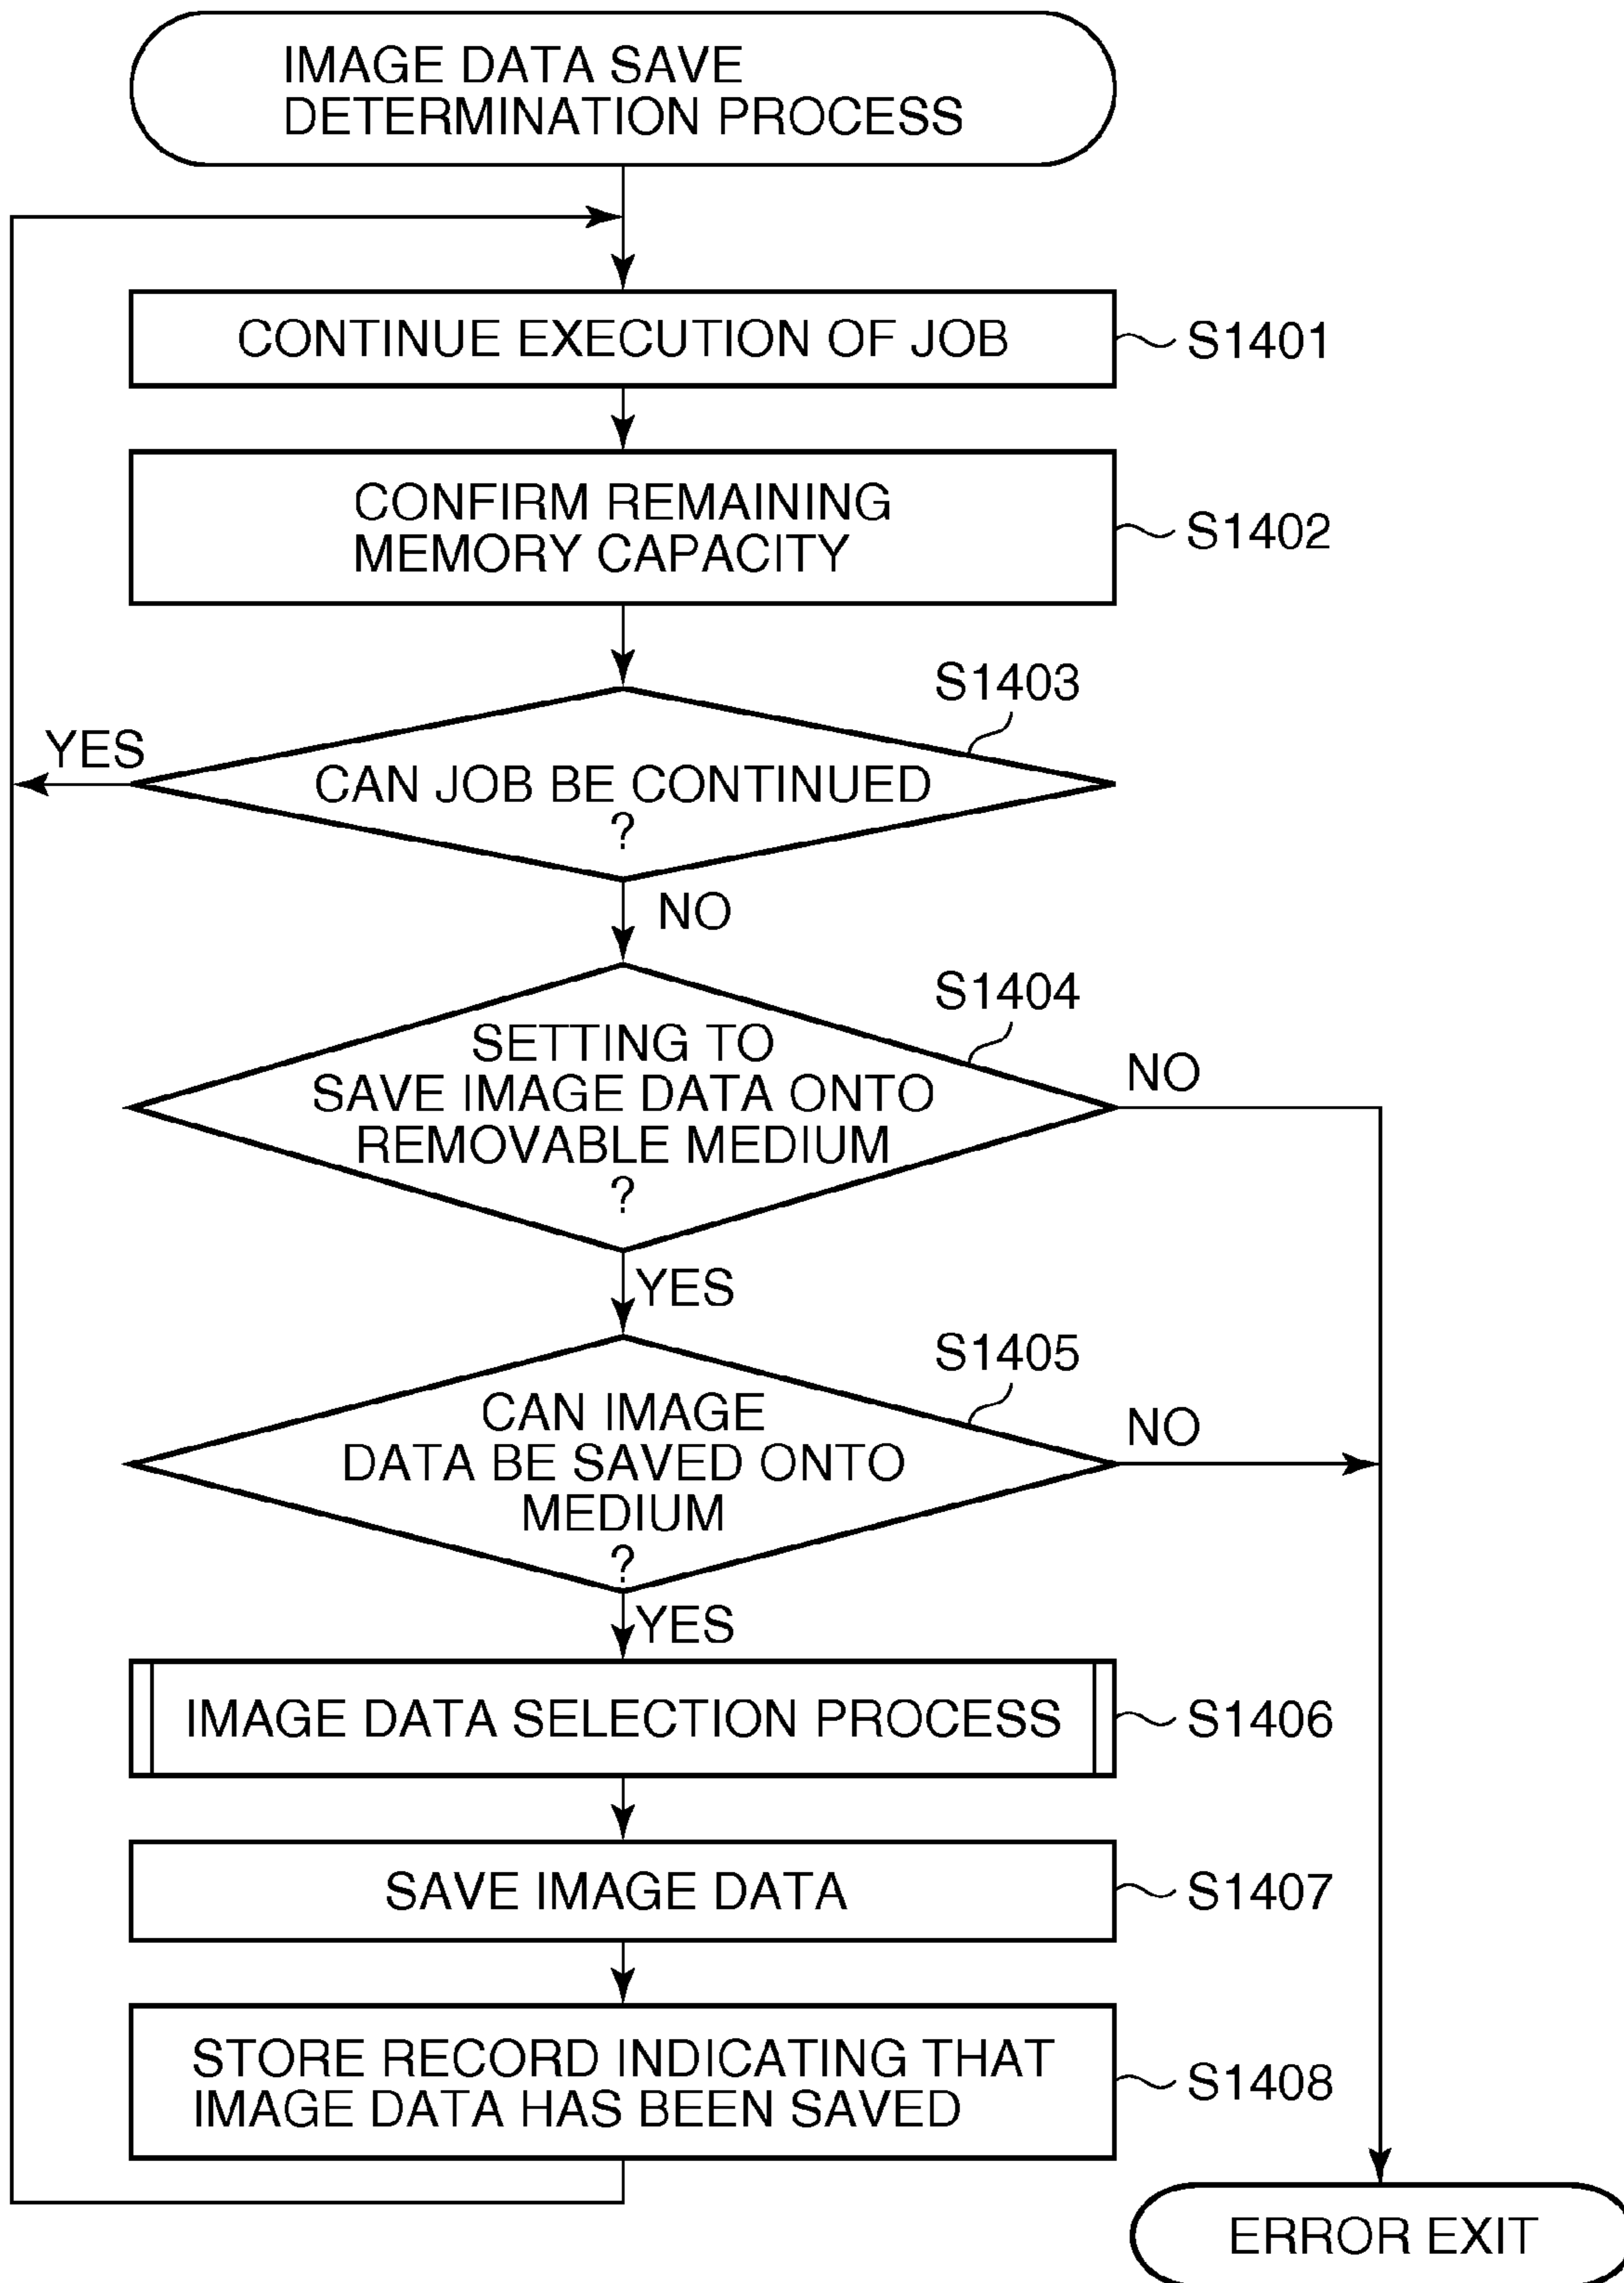 IMAGE DATA SAVE
DETERMINATION PROCESS
CONTINUE EXECUTION OF JOB
S1401
CONFIRM REMAINING
MEMORY CAPACITY
S1402
S1403
YES
CAN JOB BE CONTINUED
?
NO
S1404
SETTING TO
SAVE IMAGE DATA ONTO
REMOVABLE MEDIUM
?
NO
YES
S1405
CAN IMAGE
DATA BE SAVED ONTO
MEDIUM
?
NO
YES
IMAGE DATA SELECTION PROCESS
S1406
SAVE IMAGE DATA
S1407
STORE RECORD INDICATING THAT
IMAGE DATA HAS BEEN SAVED
S1408
ERROR EXIT